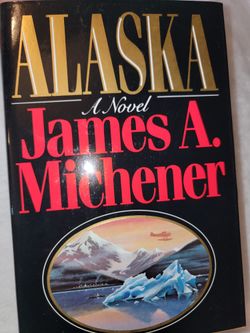 ALASKA
A Novel
James A.
Michener